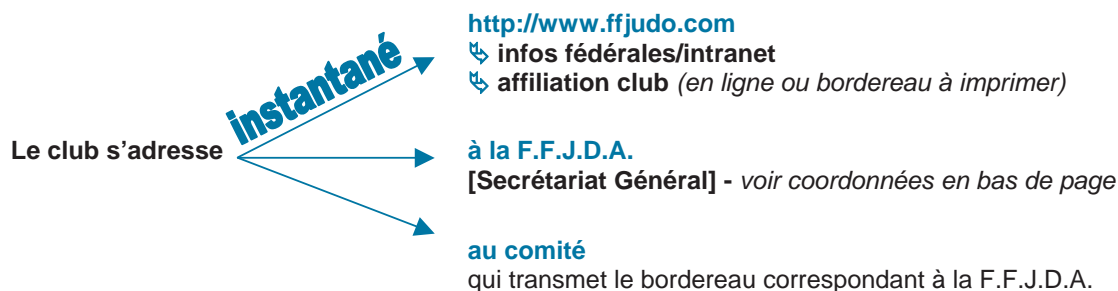 http://www.ffjudo.com
infos fédérales/intranet
affiliation club (en ligne ou bordereau à imprimer)
instantané
Le club s’adresse
à la F.F.J.D.A.
[Secrétariat Général] - voir coordonnées en bas de page
au comité
qui transmet le bordereau correspondant à la F.F.J.D.A.